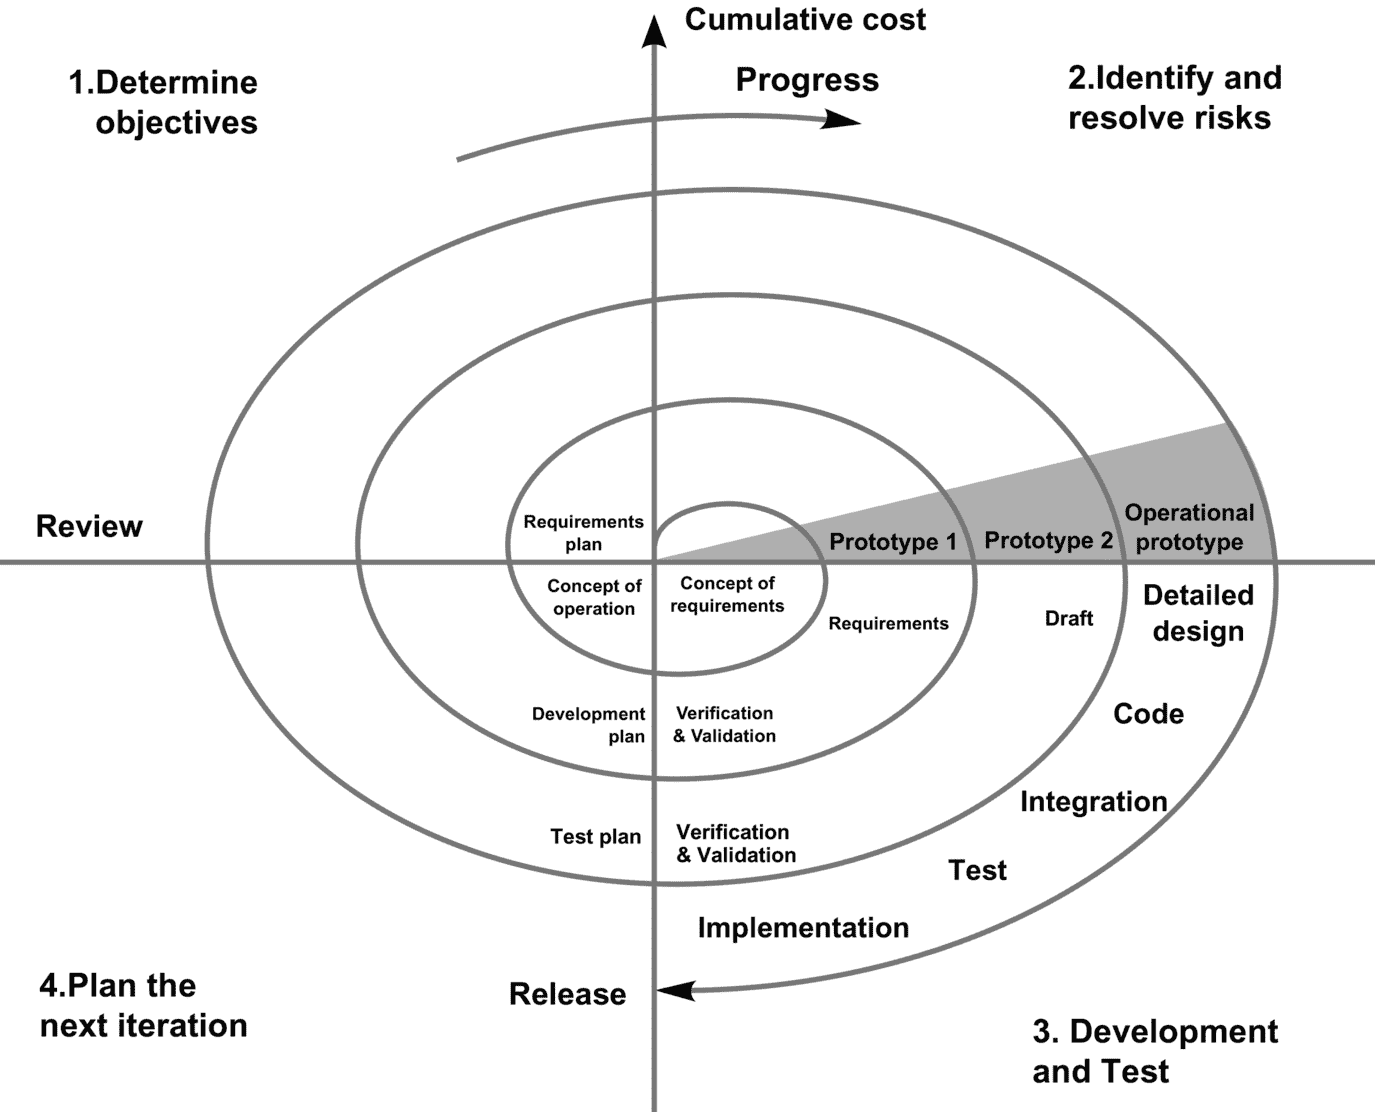 Cumulative cost
Progress
1.Determine
objectives
2.Identify and
resolve risks
Review
Requirements
plan
Prototype 1
Prototype 2
Operational
prototype
Concept of
operation
Concept of
requirements
Requirements
Draft
Detailed
design
Development
plan
Verification
& Validation
Code
Integration
Test plan
Verification
& Validation
Test
Implementation
Release
4.Plan the
next iteration
3. Development
and Test